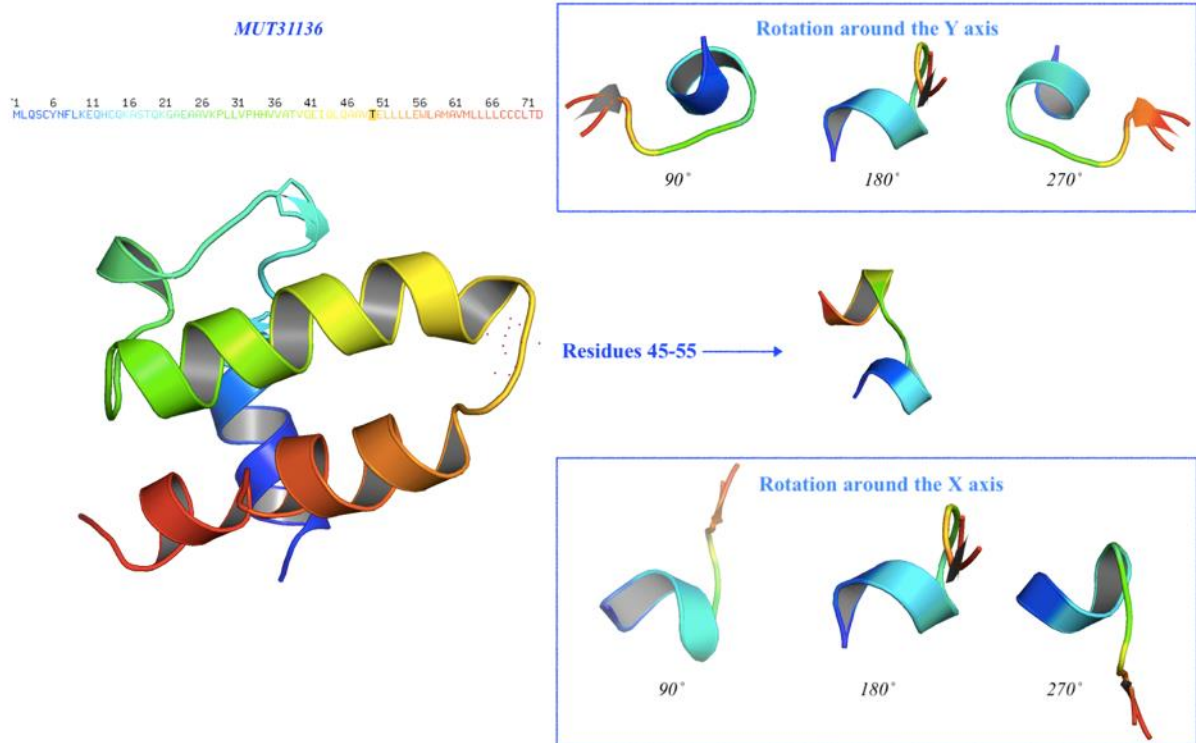 MUT31136
1 6 11 16 21 26 31 36 41 46 51 56 61 66 71
Rotation around the Y axis
90°
180°
270°
Residues 45-55
Rotation around the X axis
90°
180°
270°